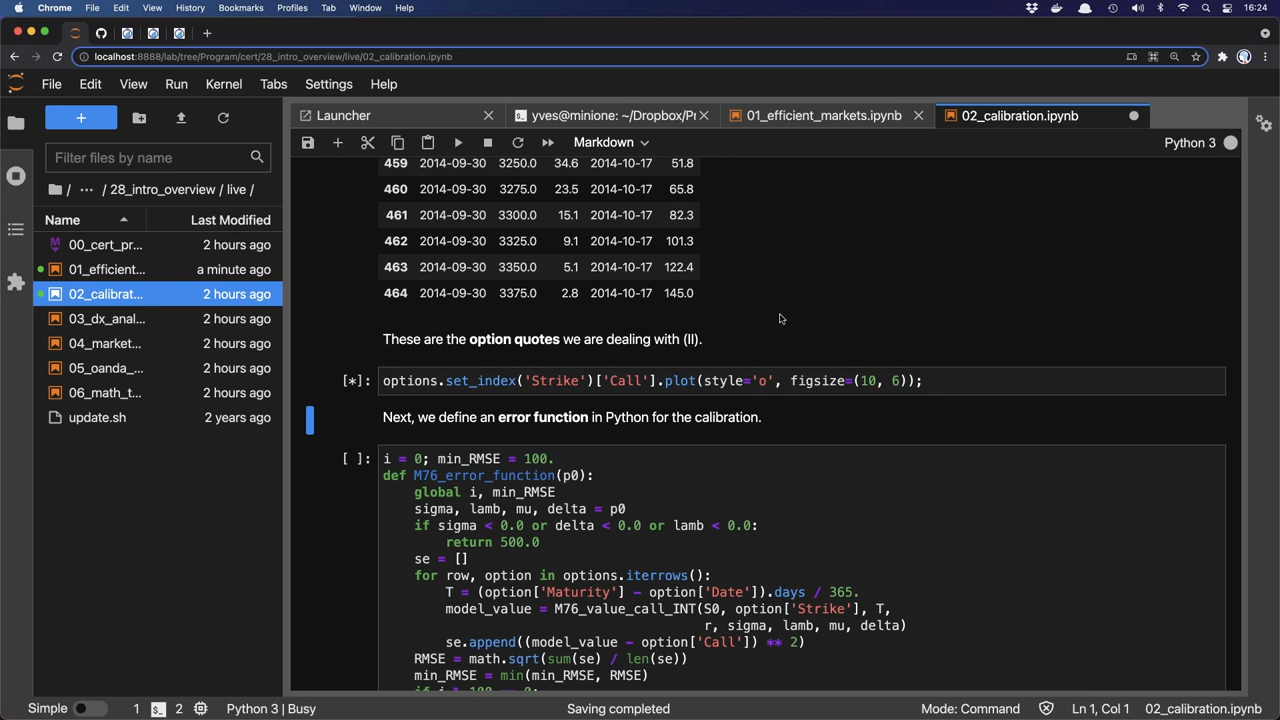 Chrome File Edit View History Bookmarks Profiles Tab Window Help 16:24
localhost:8888/lab/tree/Program/cert/28_intro_overview/live/02_calibration.ipynb
File Edit View Run Kernel Tabs Settings Help
Launcher yves@minione: ~/Dropbox/Pr 01_efficient_markets.ipynb 02_calibration.ipynb
Markdown Python 3
Filter files by name
/ ··· / 28_intro_overview / live /
Name Last Modified
00_cert_pr... 2 hours ago
01_efficient... a minute ago
02_calibrat... 2 hours ago
03_dx_anal... 2 hours ago
04_market... 2 hours ago
05_oanda_... 2 hours ago
06_math_t... 2 hours ago
update.sh 2 years ago
459 2014-09-30 3250.0 34.6 2014-10-17 51.8
460 2014-09-30 3275.0 23.5 2014-10-17 65.8
461 2014-09-30 3300.0 15.1 2014-10-17 82.3
462 2014-09-30 3325.0 9.1 2014-10-17 101.3
463 2014-09-30 3350.0 5.1 2014-10-17 122.4
464 2014-09-30 3375.0 2.8 2014-10-17 145.0
These are the option quotes we are dealing with (II).
[*]: options.set_index('Strike')['Call'].plot(style='o', figsize=(10, 6));
Next, we define an error function in Python for the calibration.
[ ]: i = 0; min_RMSE = 100.
def M76_error_function(p0):
global i, min_RMSE
sigma, lamb, mu, delta = p0
if sigma < 0.0 or delta < 0.0 or lamb < 0.0:
return 500.0
se = []
for row, option in options.iterrows():
T = (option['Maturity'] - option['Date']).days / 365.
model_value = M76_value_call_INT(S0, option['Strike'], T,
r, sigma, lamb, mu, delta)
se.append((model_value - option['Call']) ** 2)
RMSE = math.sqrt(sum(se) / len(se))
min_RMSE = min(min_RMSE, RMSE)
if i % 100 == 0:
Simple 1 2 Python 3 | Busy Saving completed Mode: Command Ln 1, Col 1 02_calibration.ipynb